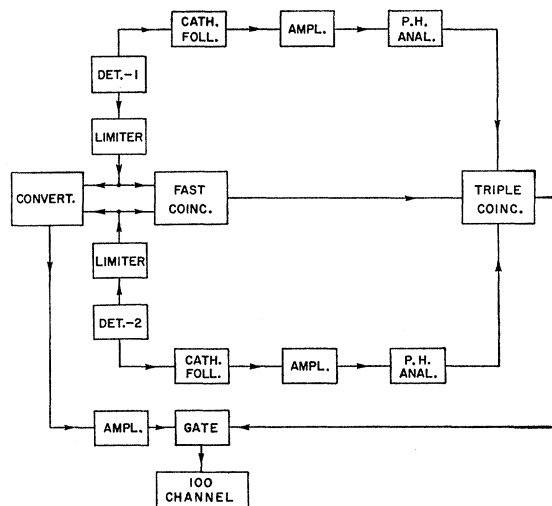 CATH.
FOLL.
AMPL.
P.H.
ANAL.
DET.-1
LIMITER
CONVERT.
FAST
COINC.
TRIPLE
COINC.
LIMITER
DET.-2
CATH.
FOLL.
AMPL.
P.H.
ANAL.
AMPL.
GATE
100
CHANNEL